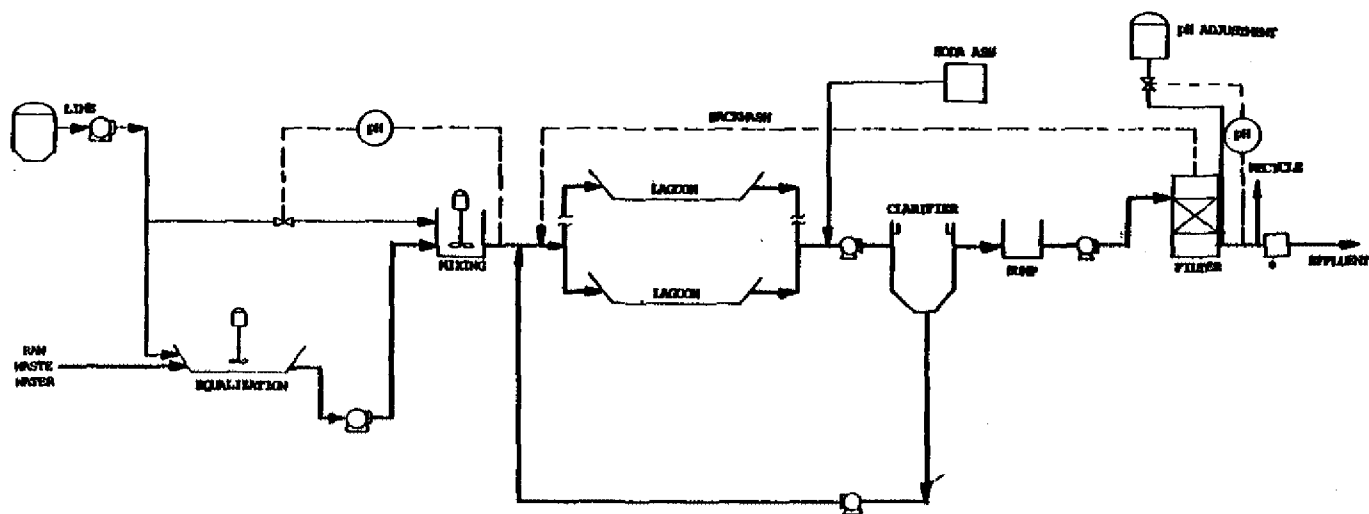 pH ADJUSTMENT
SODA ASH
LIME
BACKWASH
pH
pH
RECYCLE
LAGOON
CLARIFIER
MIXING
SUMP
FILTER
*
EFFLUENT
LAGOON
RAW
WASTE
WATER
EQUALIZATION